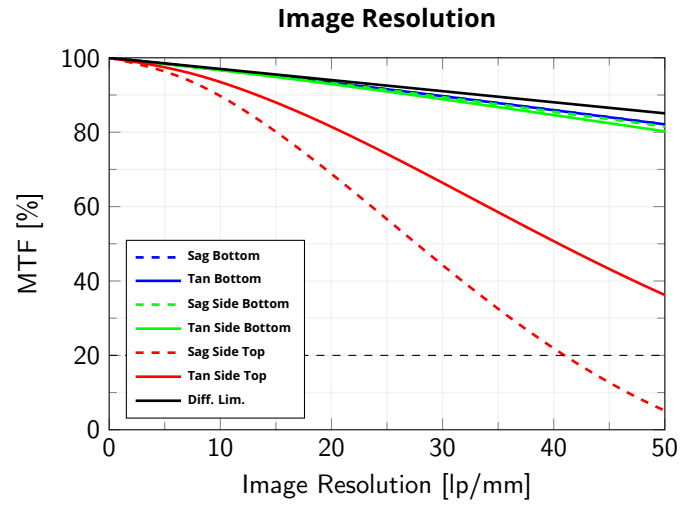 Image Resolution
MTF [%]
100
80
60
40
20
0
Sag Bottom
Tan Bottom
Sag Side Bottom
Tan Side Bottom
Sag Side Top
Tan Side Top
Diff. Lim.
0 10 20 30 40 50
Image Resolution [lp/mm]